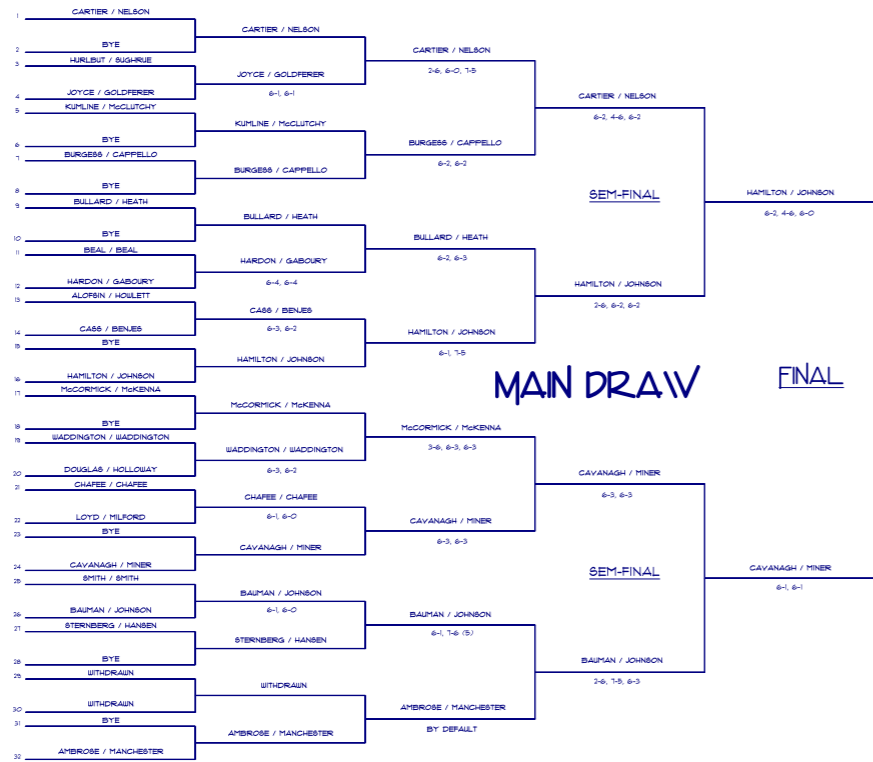 1 CARTIER / NELSON
2 BYE
3 HURLBUT / SUGHRUE
4 JOYCE / GOLDFERER
5 KUMLINE / McCLUTCHY
6 BYE
7 BURGESS / CAPPELLO
8 BYE
9 BULLARD / HEATH
10 BYE
11 BEAL / BEAL
12 HARDON / GABOURY
13 ALOFSIN / HOWLETT
14 CASS / BENJES
15 BYE
16 HAMILTON / JOHNSON
17 McCORMICK / McKENNA
18 BYE
19 WADDINGTON / WADDINGTON
20 DOUGLAS / HOLLOWAY
21 CHAFEE / CHAFEE
22 LOYD / MILFORD
23 BYE
24 CAVANAGH / MINER
25 SMITH / SMITH
26 BAUMAN / JOHNSON
27 STERNBERG / HANSEN
28 BYE
29 WITHDRAWN
30 WITHDRAWN
31 BYE
32 AMBROSE / MANCHESTER
CARTIER / NELSON
JOYCE / GOLDFERER
6-1, 6-1
KUMLINE / McCLUTCHY
BURGESS / CAPPELLO
BULLARD / HEATH
HARDON / GABOURY
6-4, 6-4
CASS / BENJES
6-3, 6-2
HAMILTON / JOHNSON
McCORMICK / McKENNA
WADDINGTON / WADDINGTON
6-3, 6-2
CHAFEE / CHAFEE
6-1, 6-0
CAVANAGH / MINER
BAUMAN / JOHNSON
6-1, 6-0
STERNBERG / HANSEN
WITHDRAWN
AMBROSE / MANCHESTER
CARTIER / NELSON
2-6, 6-0, 7-5
BURGESS / CAPPELLO
6-2, 6-2
BULLARD / HEATH
6-2, 6-3
HAMILTON / JOHNSON
6-1, 7-5
McCORMICK / McKENNA
3-6, 6-3, 6-3
CAVANAGH / MINER
6-3, 6-3
BAUMAN / JOHNSON
6-1, 7-6 (5)
AMBROSE / MANCHESTER
BY DEFAULT
CARTIER / NELSON
6-2, 4-6, 6-2
SEMI-FINAL
HAMILTON / JOHNSON
2-6, 6-2, 6-2
MAIN DRAW
CAVANAGH / MINER
6-3, 6-3
SEMI-FINAL
BAUMAN / JOHNSON
2-6, 7-5, 6-3
HAMILTON / JOHNSON
6-2, 4-6, 6-0
FINAL
CAVANAGH / MINER
6-1, 6-1